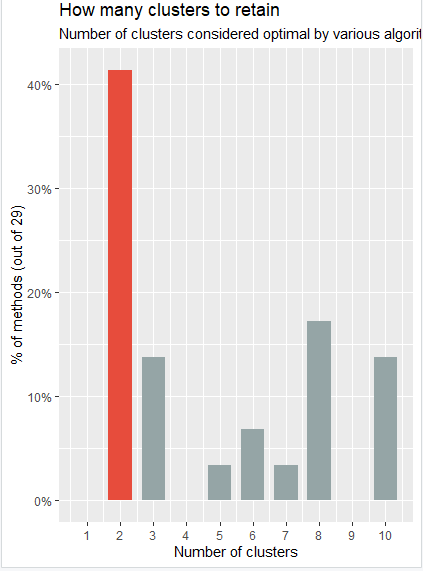 How many clusters to retain
Number of clusters considered optimal by various algorit
40%
30%
20%
10%
0%
% of methods (out of 29)
1 2 3 4 5 6 7 8 9 10
Number of clusters